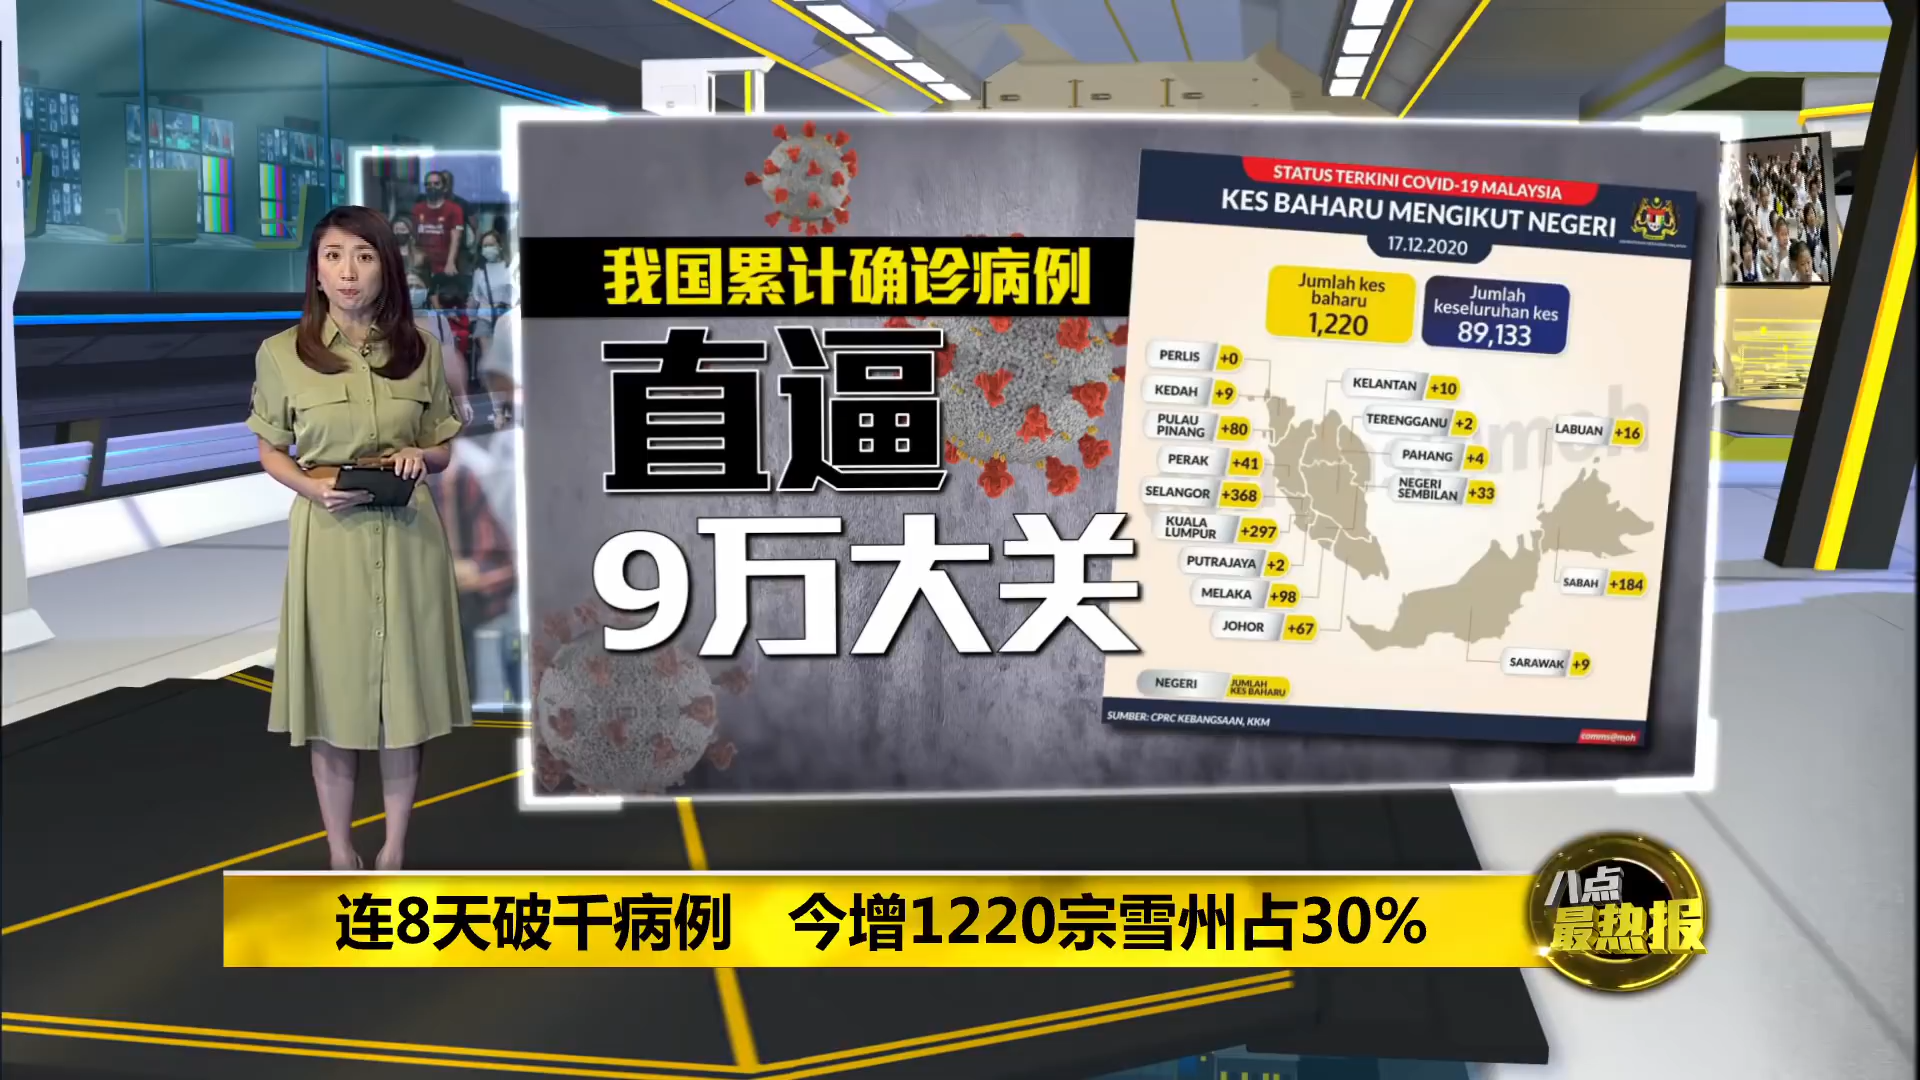 我国累计确诊病例
直逼
9万大关
STATUS TERKINI COVID-19 MALAYSIA
KES BAHARU MENGIKUT NEGERI
17.12.2020
Jumlah kes
baharu
1,220
Jumlah
keseluruhan kes
89,133
PERLIS +0
KEDAH +9
PULAU
PINANG +80
PERAK +41
SELANGOR +368
KUALA
LUMPUR +297
PUTRAJAYA +2
MELAKA +98
JOHOR +67
KELANTAN +10
TERENGGANU +2
PAHANG +4
NEGERI
SEMBILAN +33
LABUAN +16
SABAH +184
SARAWAK +9
NEGERI
JUMLAH
KES BAHARU
SUMBER: CPRC KEBANGSAAN, KKM
comms@moh
连8天破千病例 今增1220宗雪州占30%
八点
最热报